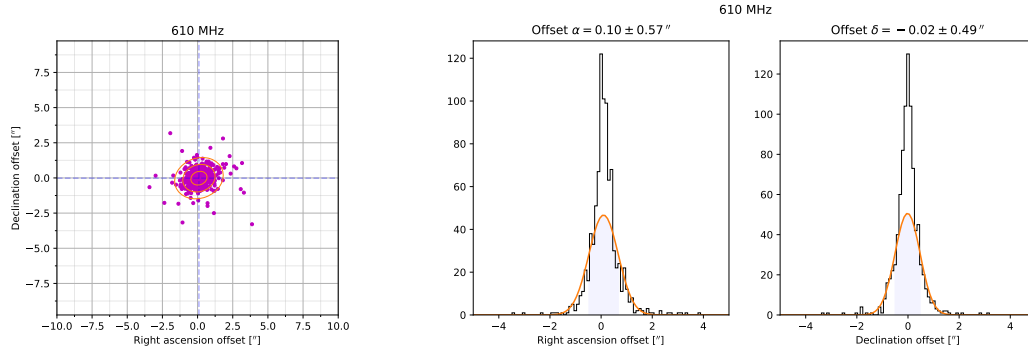 610 MHz
610 MHz
Offset α = 0.10 ± 0.57″
Offset δ = − 0.02 ± 0.49″
Declination offset [″]
7.5
5.0
2.5
0.0
−2.5
−5.0
−7.5
−10.0 −7.5 −5.0 −2.5 0.0 2.5 5.0 7.5 10.0
Right ascension offset [″]
120
100
80
60
40
20
0
−4 −2 0 2 4
Right ascension offset [″]
120
100
80
60
40
20
0
−4 −2 0 2 4
Declination offset [″]